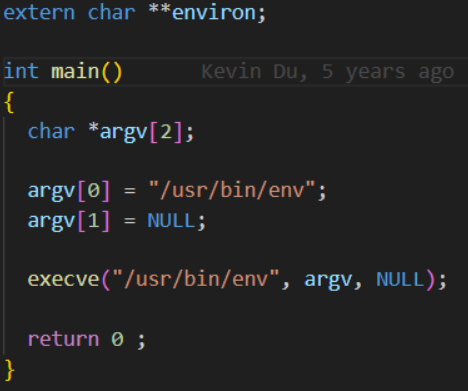 extern char **environ;
int main() Kevin Du, 5 years ago
{
char *argv[2];
argv[0] = "/usr/bin/env";
argv[1] = NULL;
execve("/usr/bin/env", argv, NULL);
return 0 ;
}